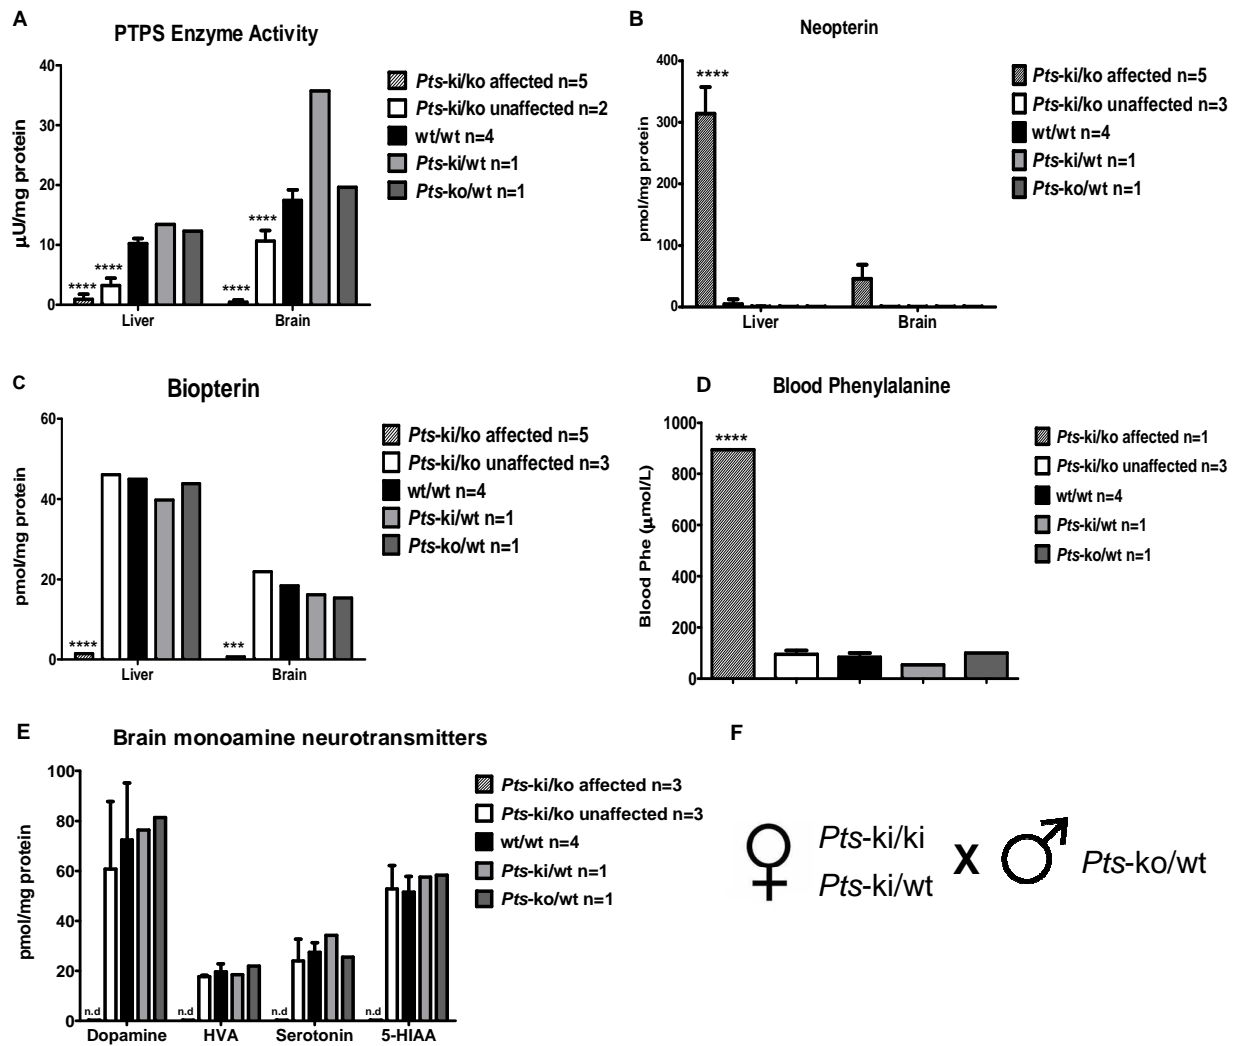 A
PTPS Enzyme Activity
µU/mg protein
40
30
20
10
0
****
****
****
****
Liver
Brain
Pts-ki/ko affected n=5
Pts-ki/ko unaffected n=2
wt/wt n=4
Pts-ki/wt n=1
Pts-ko/wt n=1
B
Neopterin
pmol/mg protein
400
300
200
100
0
****
Liver
Brain
Pts-ki/ko affected n=5
Pts-ki/ko unaffected n=3
wt/wt n=4
Pts-ki/wt n=1
Pts-ko/wt n=1
C
Biopterin
pmol/mg protein
60
40
20
0
****
***
Liver
Brain
Pts-ki/ko affected n=5
Pts-ki/ko unaffected n=3
wt/wt n=4
Pts-ki/wt n=1
Pts-ko/wt n=1
D
Blood Phenylalanine
Blood Phe (µmol/L)
1000
800
600
400
200
0
****
Pts-ki/ko affected n=1
Pts-ki/ko unaffected n=3
wt/wt n=4
Pts-ki/wt n=1
Pts-ko/wt n=1
E
Brain monoamine neurotransmitters
pmol/mg protein
100
80
60
40
20
0
n.d
n.d
n.d
n.d
Dopamine
HVA
Serotonin
5-HIAA
Pts-ki/ko affected n=3
Pts-ki/ko unaffected n=3
wt/wt n=4
Pts-ki/wt n=1
Pts-ko/wt n=1
F
♀
Pts-ki/ki
Pts-ki/wt
X
♂
Pts-ko/wt